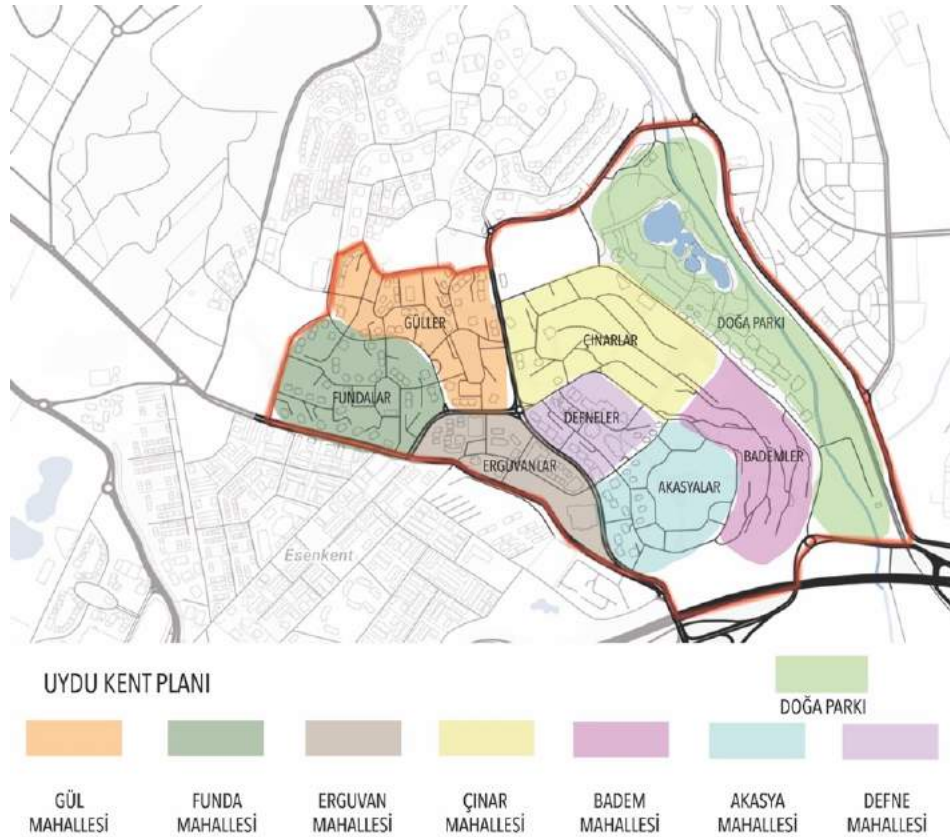 GÜLLER
ÇINARLAR
DOĞA PARKI
FUNDALAR
DEFNELER
ERGUVANLAR
BADEMLER
AKASYALAR
Esenkent
UYDU KENT PLANI
DOĞA PARKI
GÜL
MAHALLESİ
FUNDA
MAHALLESİ
ERGUVAN
MAHALLESİ
ÇINAR
MAHALLESİ
BADEM
MAHALLESİ
AKASYA
MAHALLESİ
DEFNE
MAHALLESİ